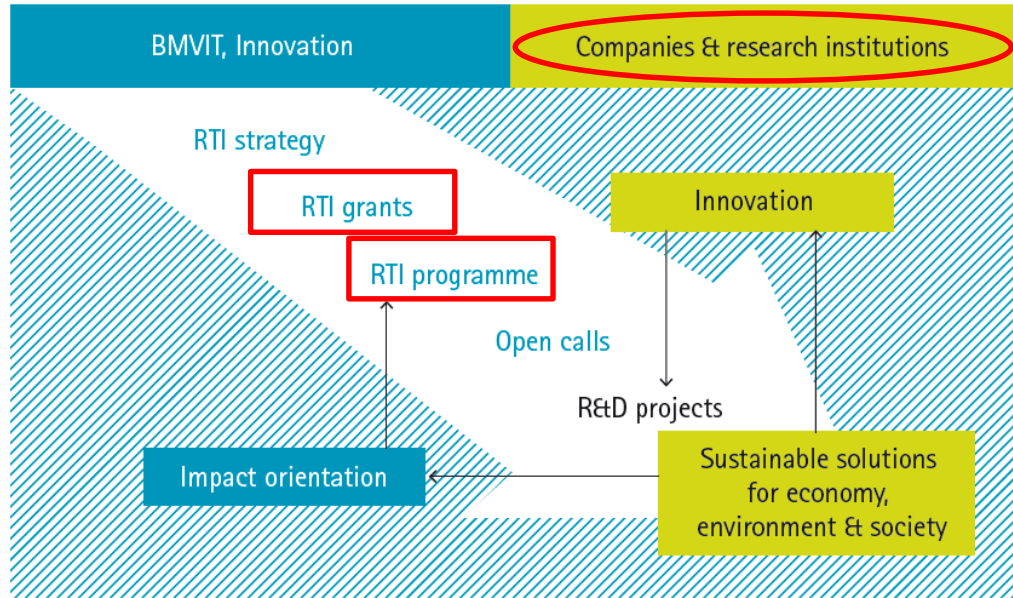 BMVIT, Innovation
Companies & research institutions
RTI strategy
RTI grants
Innovation
RTI programme
Open calls
R&D projects
Impact orientation
Sustainable solutions
for economy,
environment & society